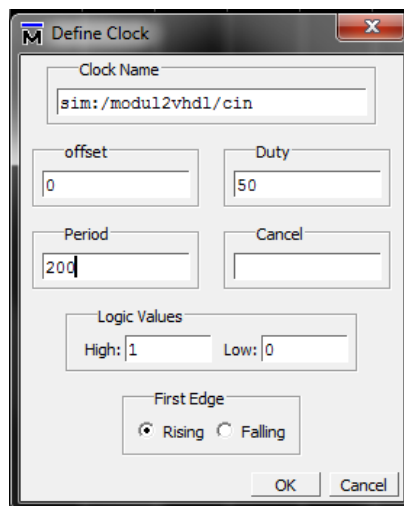 Define Clock
Clock Name
sim:/modul2vhdl/cin
offset Duty
0 50
Period Cancel
200
Logic Values
High: 1 Low: 0
First Edge
Rising Falling
OK Cancel